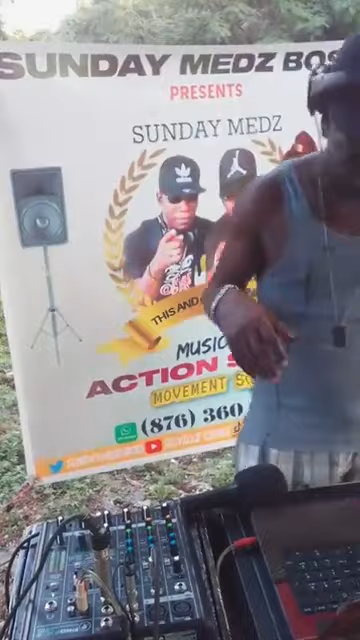 SUNDAY MEDZ BOS
PRESENTS
SUNDAY MEDZ
THIS AND
MUSIC
ACTION S
MOVEMENT
(876) 360